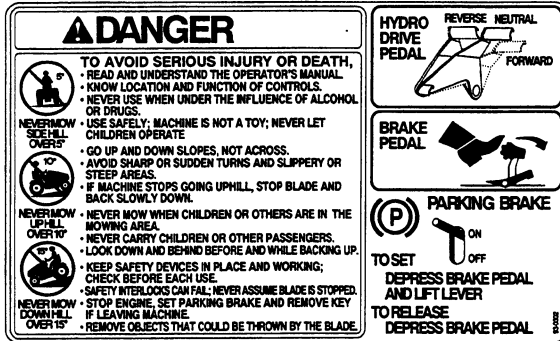 DANGER
TO AVOID SERIOUS INJURY OR DEATH,
• READ AND UNDERSTAND THE OPERATOR'S MANUAL.
• KNOW LOCATION AND FUNCTION OF CONTROLS.
• NEVER USE WHEN UNDER THE INFLUENCE OF ALCOHOL
OR DRUGS.
• USE SAFELY; MACHINE IS NOT A TOY; NEVER LET
CHILDREN OPERATE
• GO UP AND DOWN SLOPES, NOT ACROSS.
• AVOID SHARP OR SUDDEN TURNS AND SLIPPERY OR
STEEP AREAS.
• IF MACHINE STOPS GOING UPHILL, STOP BLADE AND
BACK SLOWLY DOWN.
• NEVER MOW WHEN CHILDREN OR OTHERS ARE IN THE
MOWING AREA.
• NEVER CARRY CHILDREN OR OTHER PASSENGERS.
• LOOK DOWN AND BEHIND BEFORE AND WHILE BACKING UP.
• KEEP SAFETY DEVICES IN PLACE AND WORKING;
CHECK BEFORE EACH USE.
• SAFETY INTERLOCKS CAN FAIL; NEVER ASSUME BLADE IS STOPPED.
• STOP ENGINE, SET PARKING BRAKE AND REMOVE KEY
IF LEAVING MACHINE.
• REMOVE OBJECTS THAT COULD BE THROWN BY THE BLADE.
5°
NEVER MOW
SIDE HILL
OVER 5°
10°
NEVER MOW
UP HILL
OVER 10°
15°
NEVER MOW
DOWN HILL
OVER 15°
HYDRO
DRIVE
PEDAL
REVERSE
NEUTRAL
FORWARD
BRAKE
PEDAL
P
PARKING BRAKE
ON
OFF
TO SET
DEPRESS BRAKE PEDAL
AND LIFT LEVER
TO RELEASE
DEPRESS BRAKE PEDAL